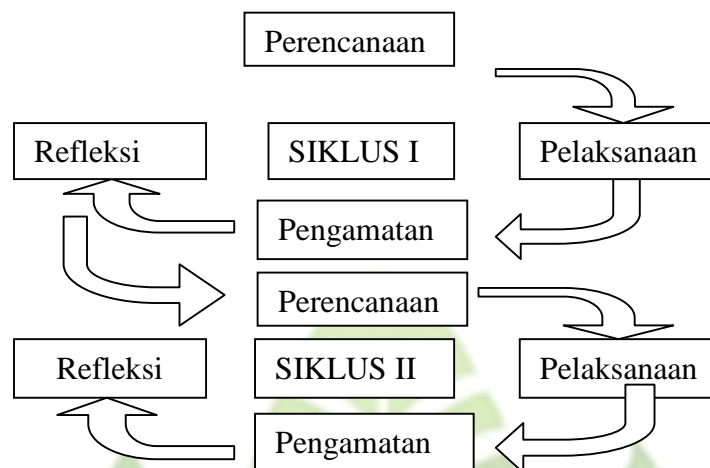 Perencanaan
Refleksi SIKLUS I Pelaksanaan
Pengamatan
Perencanaan
Refleksi SIKLUS II Pelaksanaan
Pengamatan